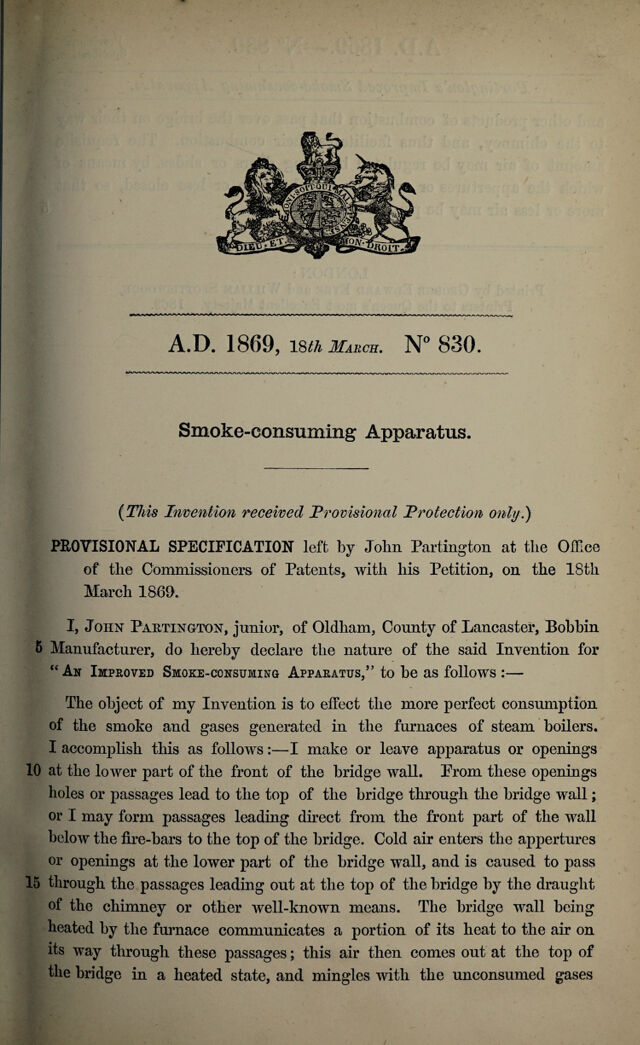 HONI SOIT QUI MAL Y PENSE
DIEU ET MON DROIT
A.D. 1869, 18th MARCH. Nº 830.
Smoke-consuming Apparatus.
(This Invention received Provisional Protection only.)
PROVISIONAL SPECIFICATION left by John Partington at the Office
of the Commissioners of Patents, with his Petition, on the 18th
March 1869.
I, JOHN PARTINGTON, junior, of Oldham, County of Lancaster, Bobbin
5 Manufacturer, do hereby declare the nature of the said Invention for
“AN IMPROVED SMOKE-CONSUMING APPARATUS,” to be as follows :—
The object of my Invention is to effect the more perfect consumption
of the smoke and gases generated in the furnaces of steam boilers.
I accomplish this as follows:—I make or leave apparatus or openings
10 at the lower part of the front of the bridge wall. From these openings
holes or passages lead to the top of the bridge through the bridge wall;
or I may form passages leading direct from the front part of the wall
below the fire-bars to the top of the bridge. Cold air enters the appertures
or openings at the lower part of the bridge wall, and is caused to pass
15 through the passages leading out at the top of the bridge by the draught
of the chimney or other well-known means. The bridge wall being
heated by the furnace communicates a portion of its heat to the air on
its way through these passages; this air then comes out at the top of
the bridge in a heated state, and mingles with the unconsumed gases